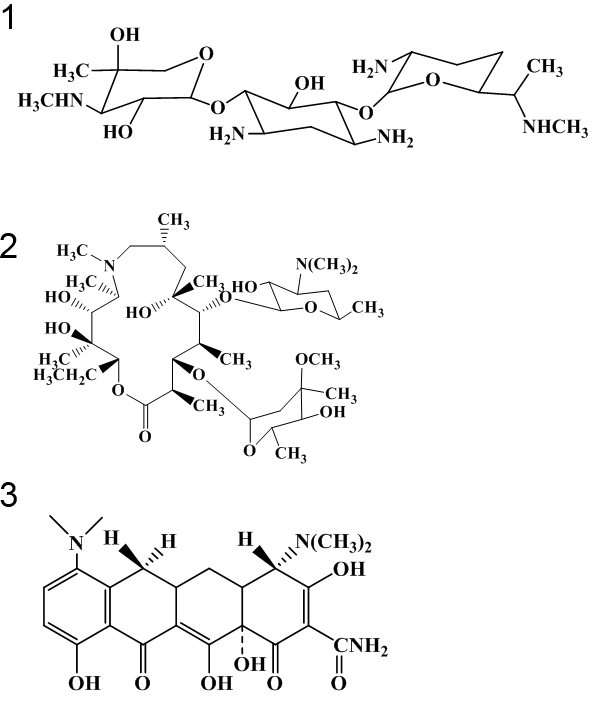 1
OH
H₃C
O
H₃CHN
HO
O
OH
H₂N
NH₂
O
H₂N
O
CH₃
NHCH₃
2
CH₃
H₃C
N
H₃C
HO
HO
H₃C
H₃CH₂C
O
O
CH₃
HO
O
CH₃
O
CH₃
HO
N(CH₃)₂
O
CH₃
OCH₃
CH₃
OH
O
CH₃
3
N
H H
H
N(CH₃)₂
OH
CNH₂
O
OH
O
OH
OH
O